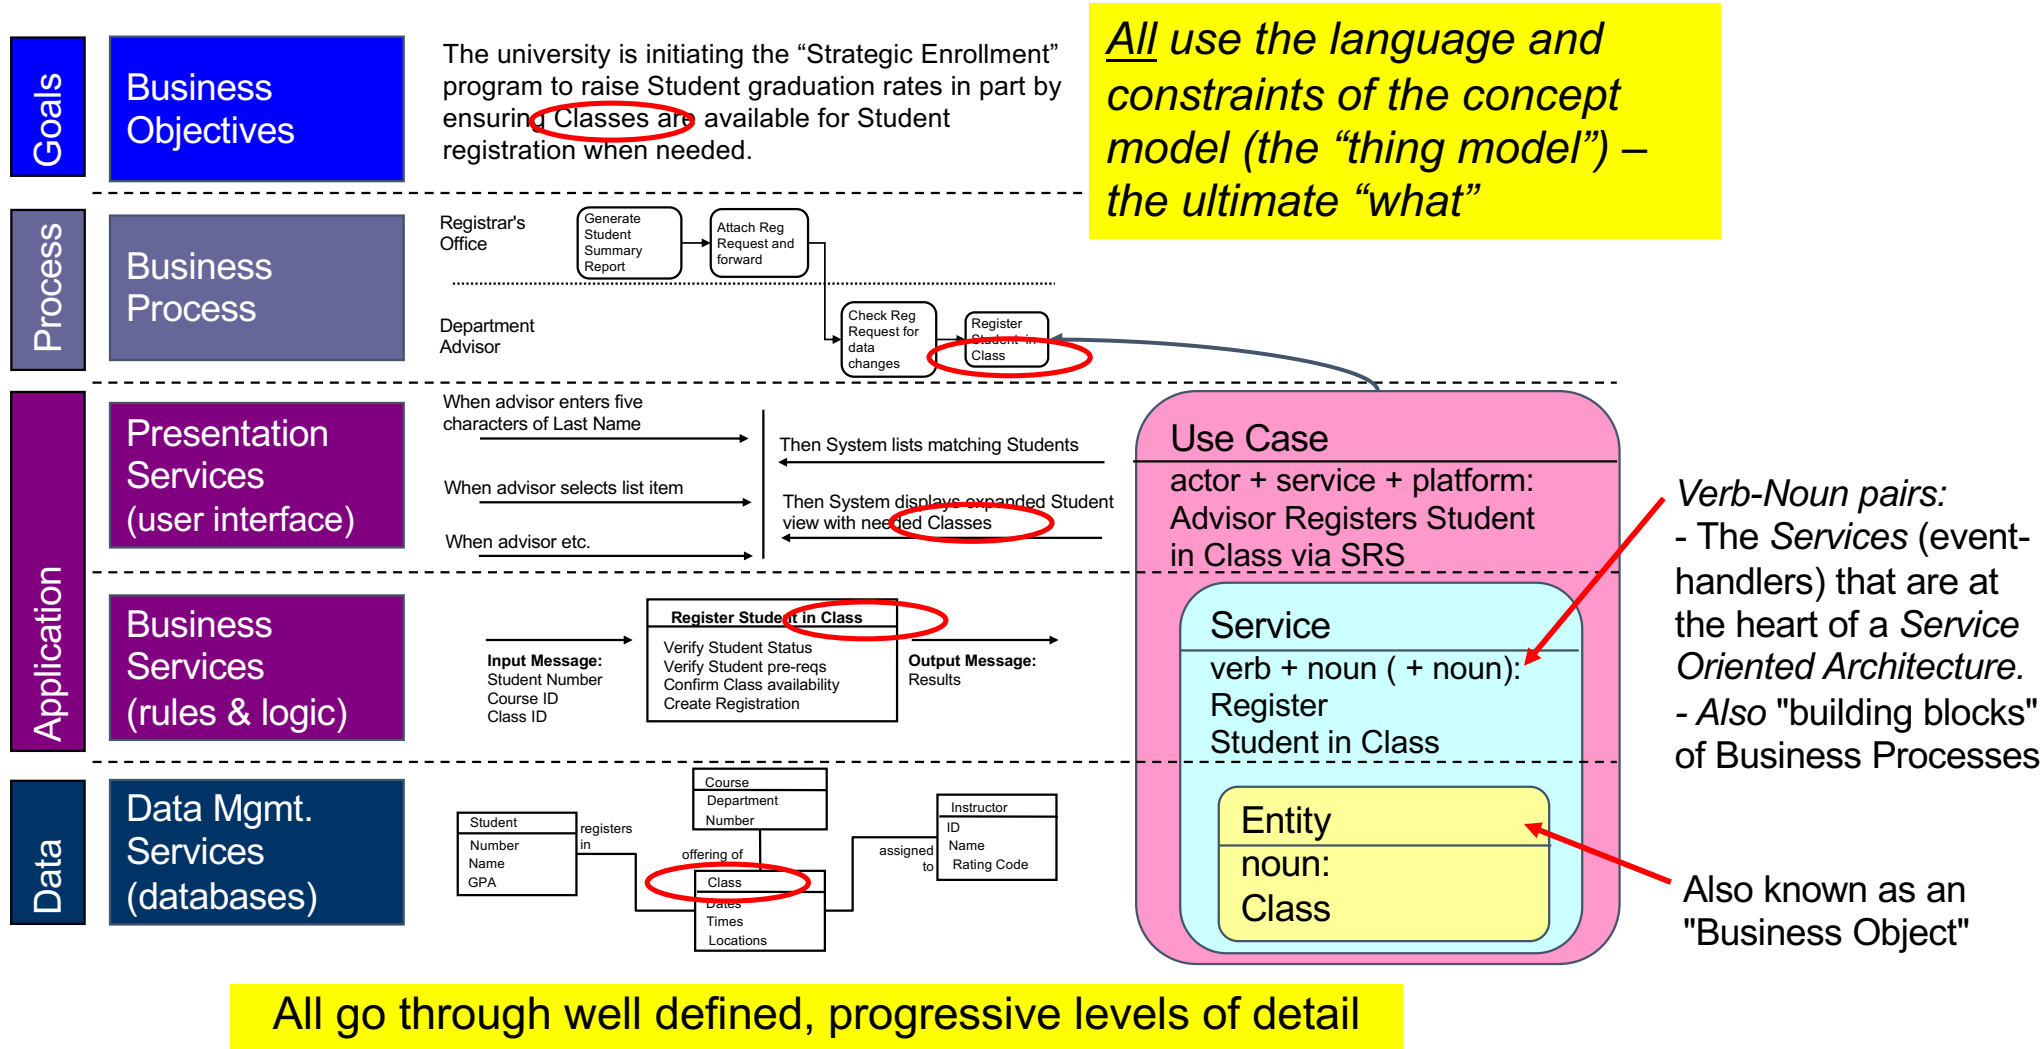 All use the language and
constraints of the concept
model (the “thing model”) –
the ultimate “what”
Goals
Business
Objectives
The university is initiating the “Strategic Enrollment”
program to raise Student graduation rates in part by
ensuring Classes are available for Student
registration when needed.
Process
Business
Process
Registrar's
Office
Generate
Student
Summary
Report
Attach Reg
Request and
forward
Department
Advisor
Check Reg
Request for
data
changes
Register
Student in
Class
Application
Presentation
Services
(user interface)
When advisor enters five
characters of Last Name
Then System lists matching Students
When advisor selects list item
Then System displays expanded Student
view with needed Classes
When advisor etc.
Business
Services
(rules & logic)
Input Message:
Student Number
Course ID
Class ID
Register Student in Class
Verify Student Status
Verify Student pre-reqs
Confirm Class availability
Create Registration
Output Message:
Results
Data
Data Mgmt.
Services
(databases)
Student
Number
Name
GPA
registers
in
Course
Department
Number
offering of
Class
Dates
Times
Locations
assigned
to
Instructor
ID
Name
Rating Code
Use Case
actor + service + platform:
Advisor Registers Student
in Class via SRS
Service
verb + noun ( + noun):
Register
Student in Class
Entity
noun:
Class
Verb-Noun pairs:
- The Services (event-
handlers) that are at
the heart of a Service
Oriented Architecture.
- Also "building blocks"
of Business Processes
Also known as an
"Business Object"
All go through well defined, progressive levels of detail